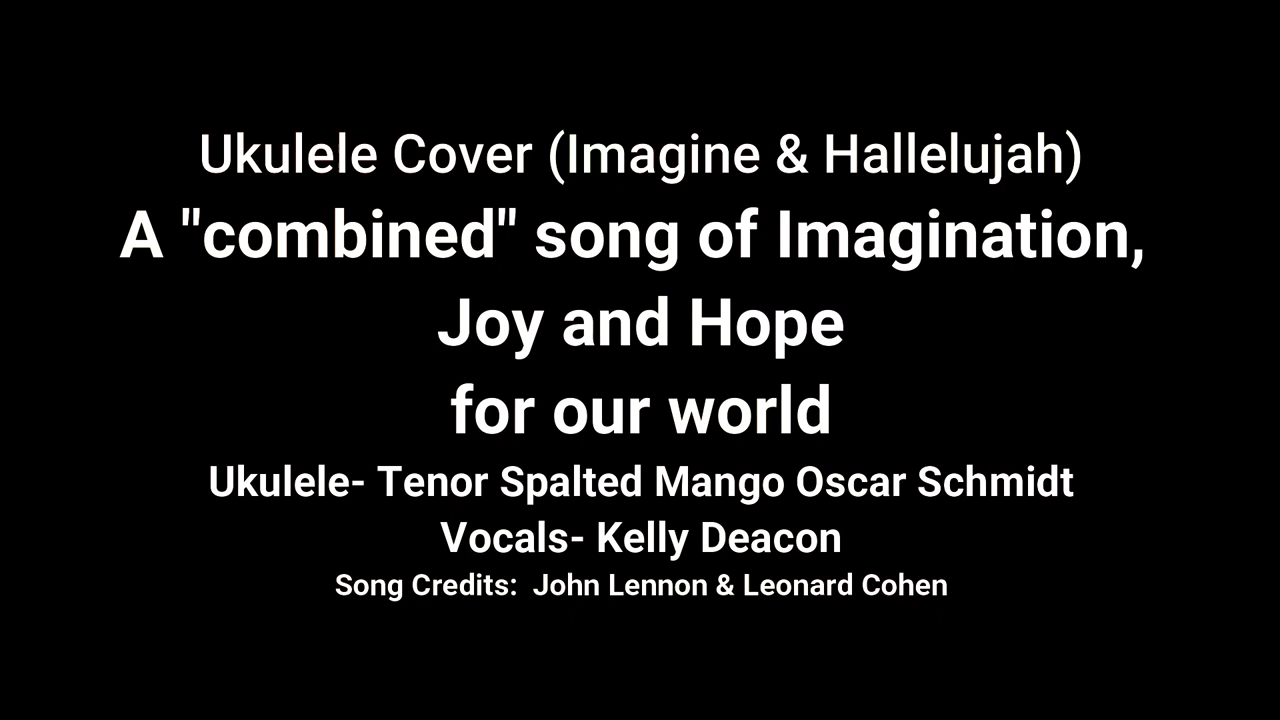 Ukulele Cover (Imagine & Hallelujah)
A "combined" song of Imagination,
Joy and Hope
for our world
Ukulele- Tenor Spalted Mango Oscar Schmidt
Vocals- Kelly Deacon
Song Credits:  John Lennon & Leonard Cohen